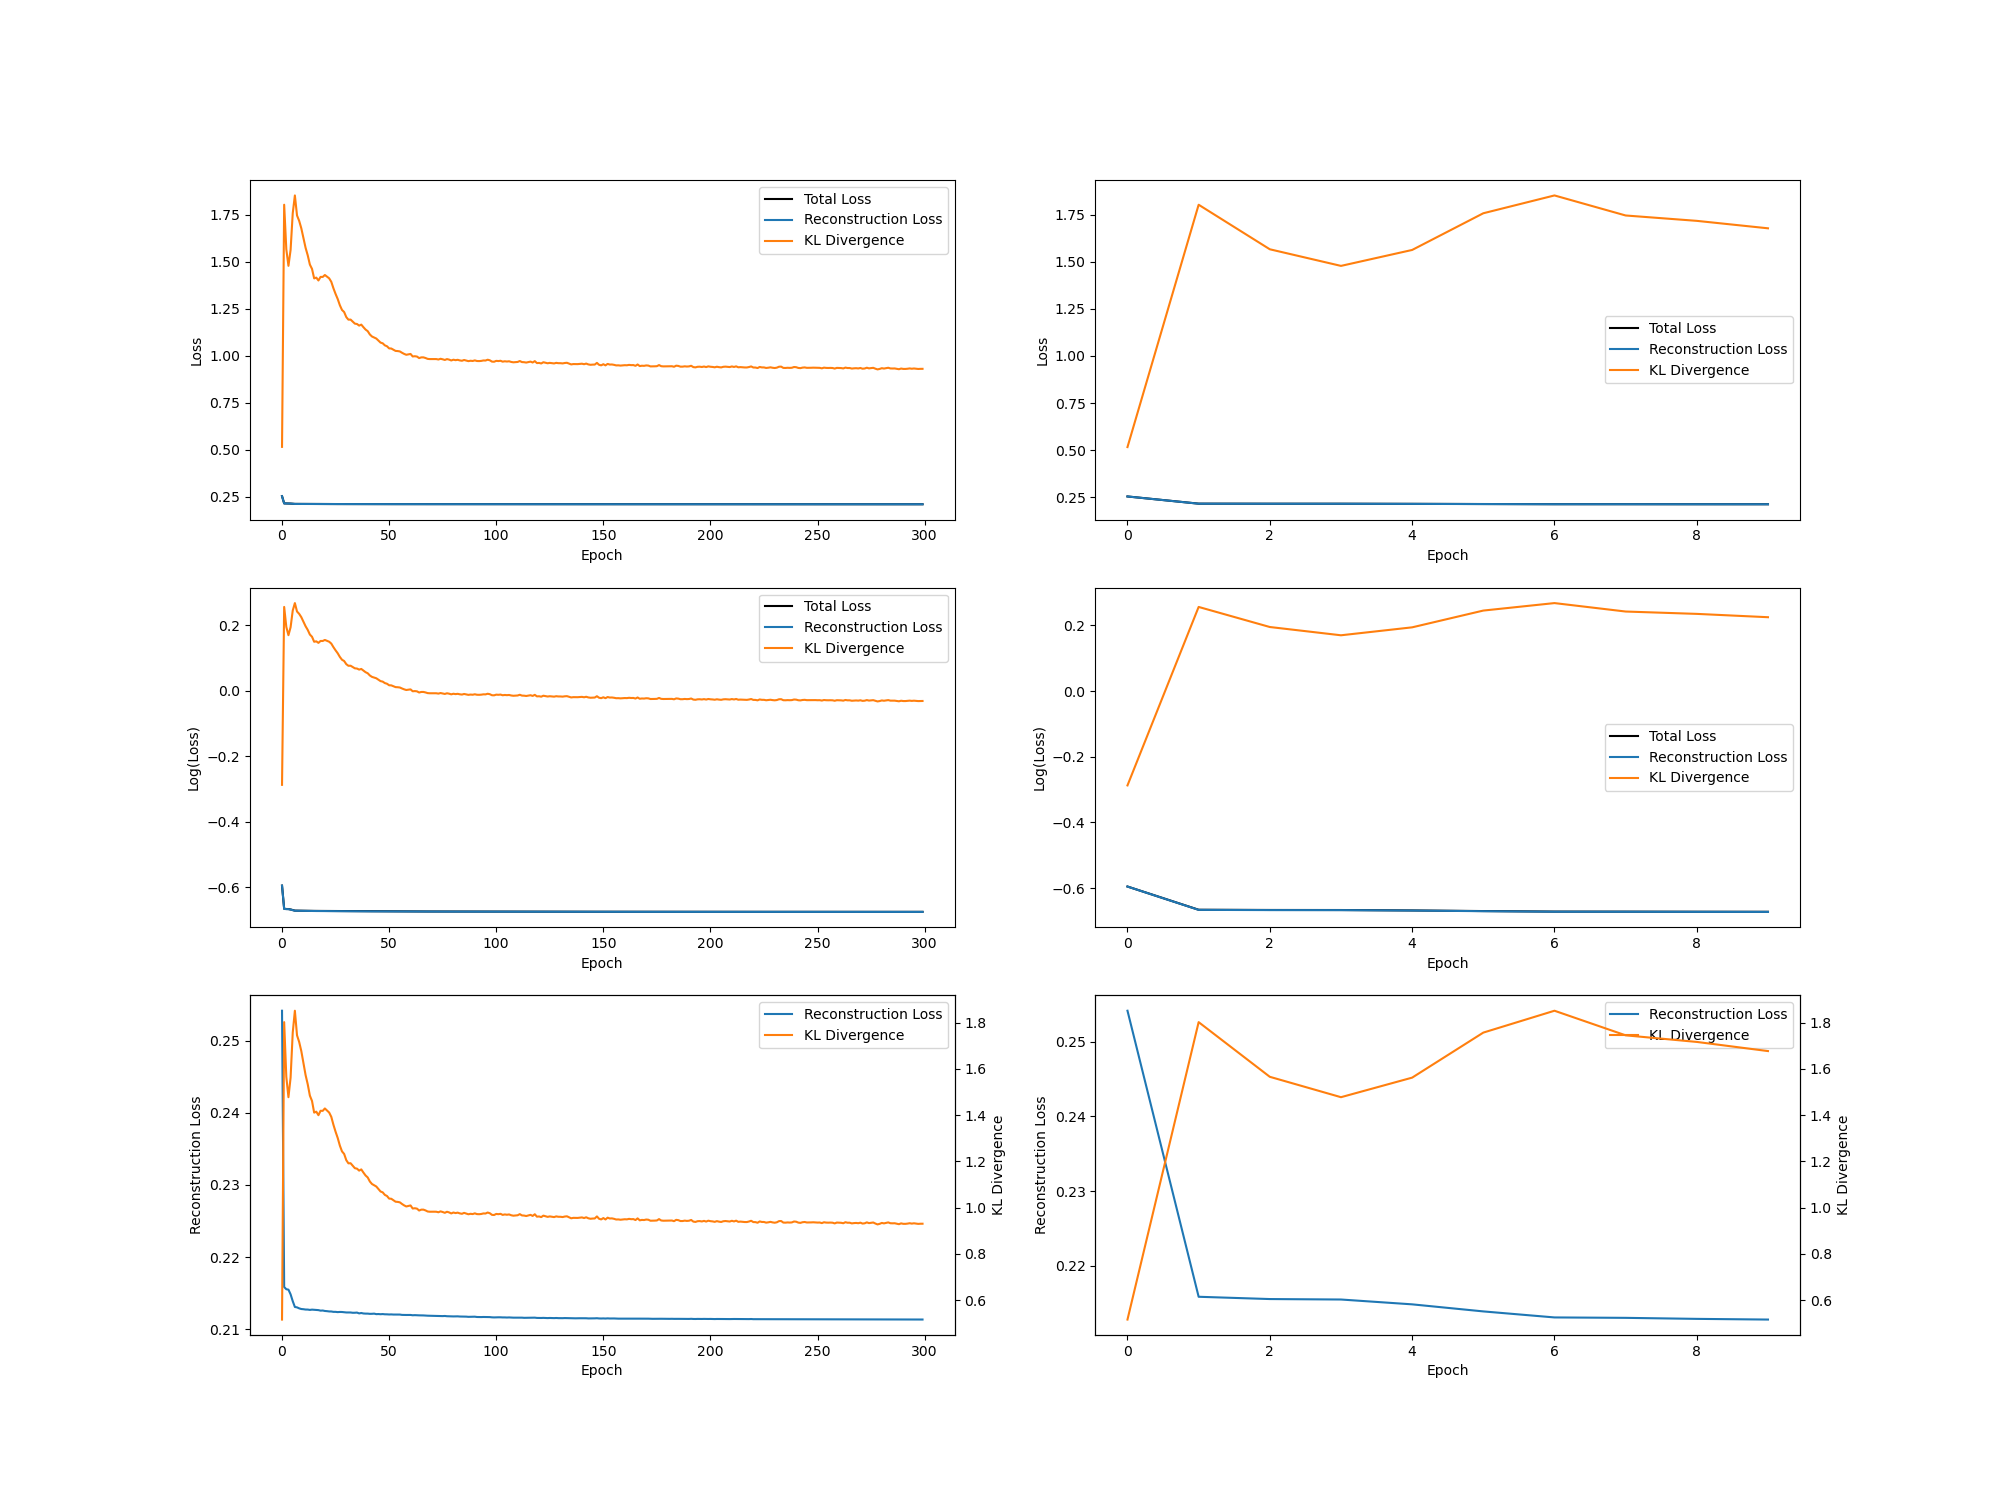 Loss
1.75
1.50
1.25
1.00
0.75
0.50
0.25
0 50 100 150 200 250 300
Epoch
Total Loss
Reconstruction Loss
KL Divergence
Loss
1.75
1.50
1.25
1.00
0.75
0.50
0.25
0 2 4 6 8
Epoch
Total Loss
Reconstruction Loss
KL Divergence
Log(Loss)
0.2
0.0
−0.2
−0.4
−0.6
0 50 100 150 200 250 300
Epoch
Total Loss
Reconstruction Loss
KL Divergence
Log(Loss)
0.2
0.0
−0.2
−0.4
−0.6
0 2 4 6 8
Epoch
Total Loss
Reconstruction Loss
KL Divergence
Reconstruction Loss
0.25
0.24
0.23
0.22
0.21
0 50 100 150 200 250 300
Epoch
Reconstruction Loss
KL Divergence
1.8
1.6
1.4
1.2
1.0
0.8
0.6
KL Divergence
Reconstruction Loss
0.25
0.24
0.23
0.22
0 2 4 6 8
Epoch
Reconstruction Loss
KL Divergence
1.8
1.6
1.4
1.2
1.0
0.8
0.6
KL Divergence